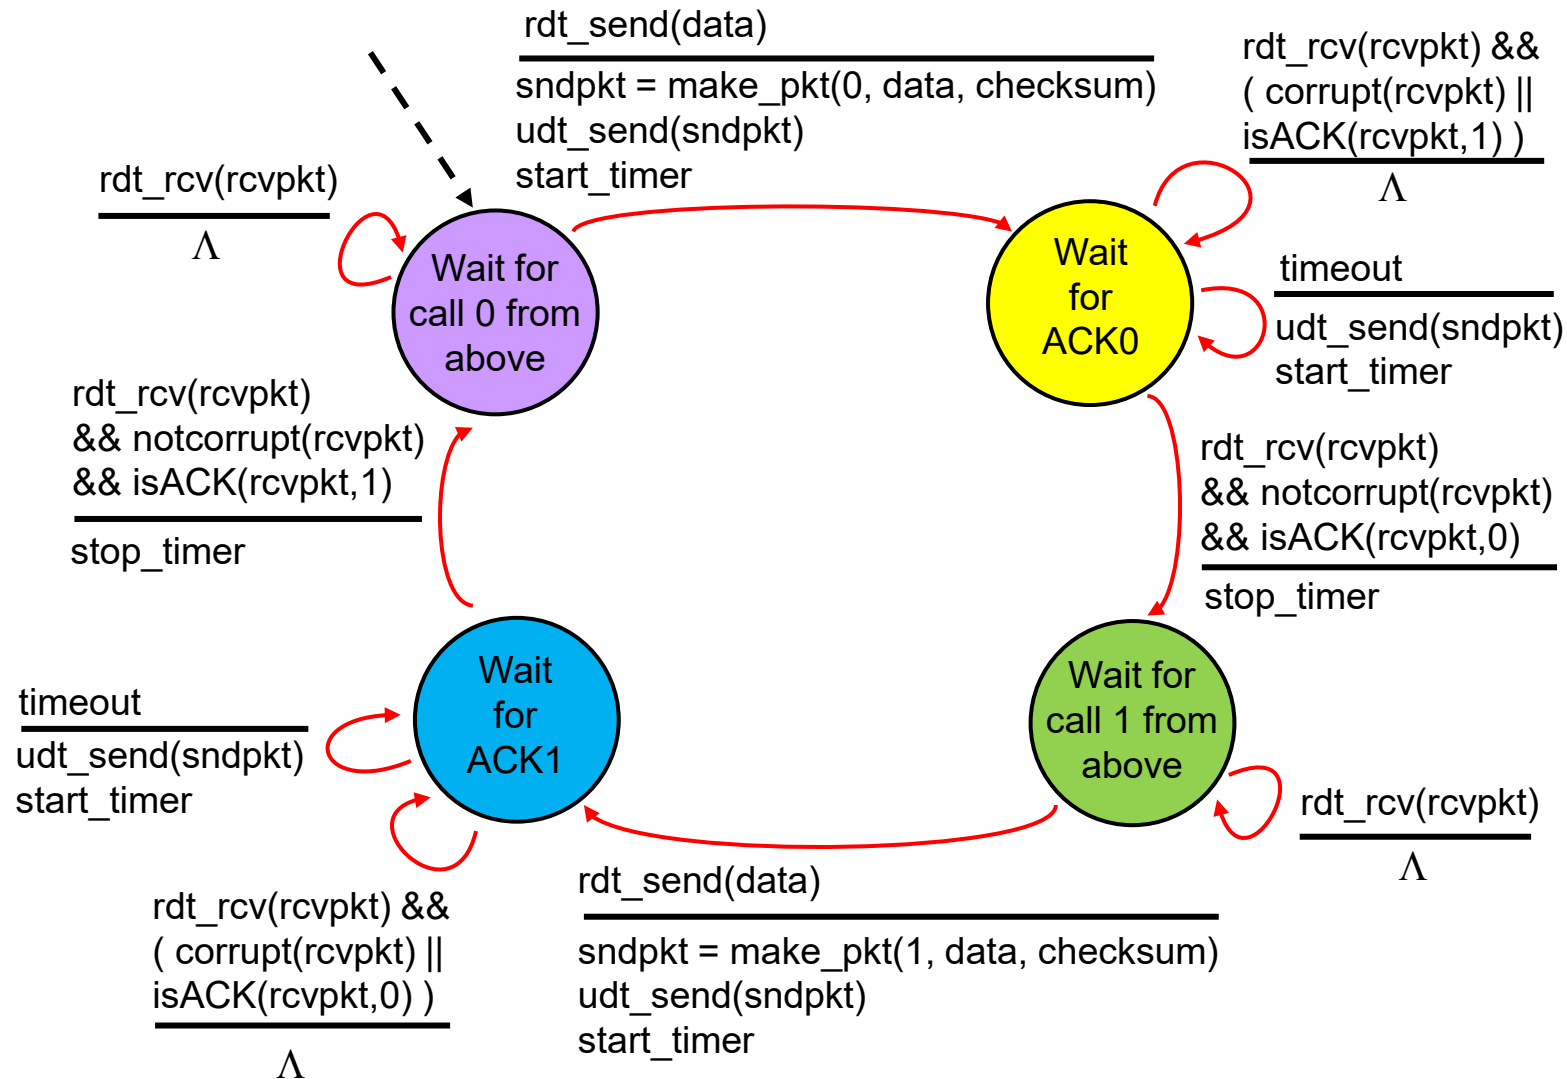 rdt_send(data)
sndpkt = make_pkt(0, data, checksum)
udt_send(sndpkt)
start_timer
rdt_rcv(rcvpkt) &&
( corrupt(rcvpkt) ||
isACK(rcvpkt,1) )
Λ
rdt_rcv(rcvpkt)
Λ
Wait for
call 0 from
above
Wait
for
ACK0
timeout
udt_send(sndpkt)
start_timer
rdt_rcv(rcvpkt)
&& notcorrupt(rcvpkt)
&& isACK(rcvpkt,1)
stop_timer
rdt_rcv(rcvpkt)
&& notcorrupt(rcvpkt)
&& isACK(rcvpkt,0)
stop_timer
Wait
for
ACK1
Wait for
call 1 from
above
timeout
udt_send(sndpkt)
start_timer
rdt_rcv(rcvpkt)
Λ
rdt_rcv(rcvpkt) &&
( corrupt(rcvpkt) ||
isACK(rcvpkt,0) )
Λ
rdt_send(data)
sndpkt = make_pkt(1, data, checksum)
udt_send(sndpkt)
start_timer